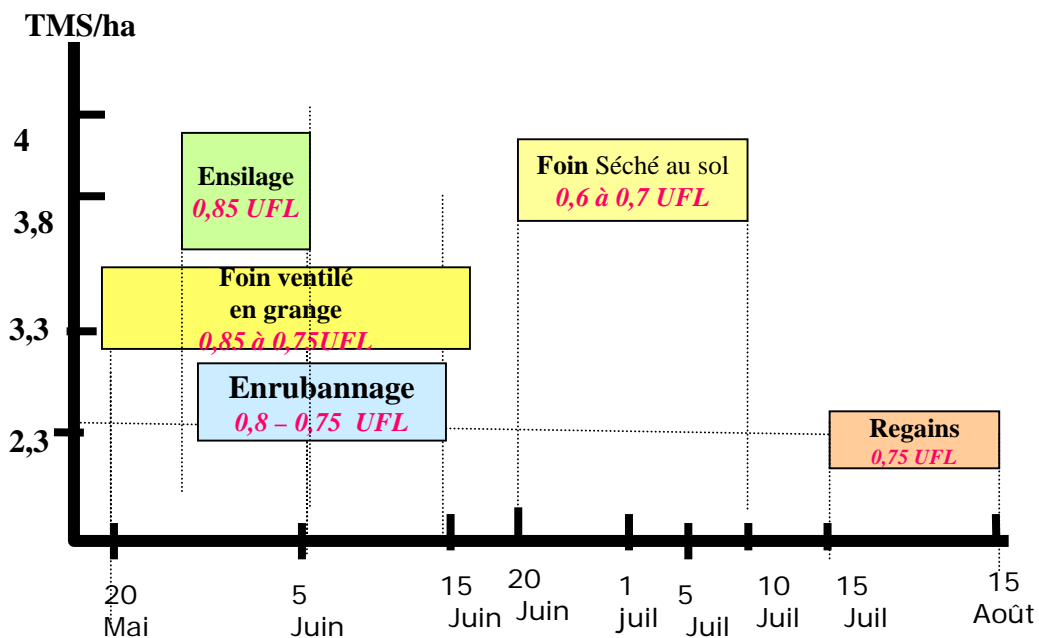 TMS/ha
4
3,8
3,3
2,3
Ensilage
0,85 UFL
Foin Séché au sol
0,6 à 0,7 UFL
Foin ventilé
en grange
0,85 à 0,75UFL
Enrubannage
0,8 – 0,75 UFL
Regains
0,75 UFL
20
Mai
5
Juin
15
Juin
20
Juin
1
juil
5
Juil
10
Juil
15
Juil
15
Août